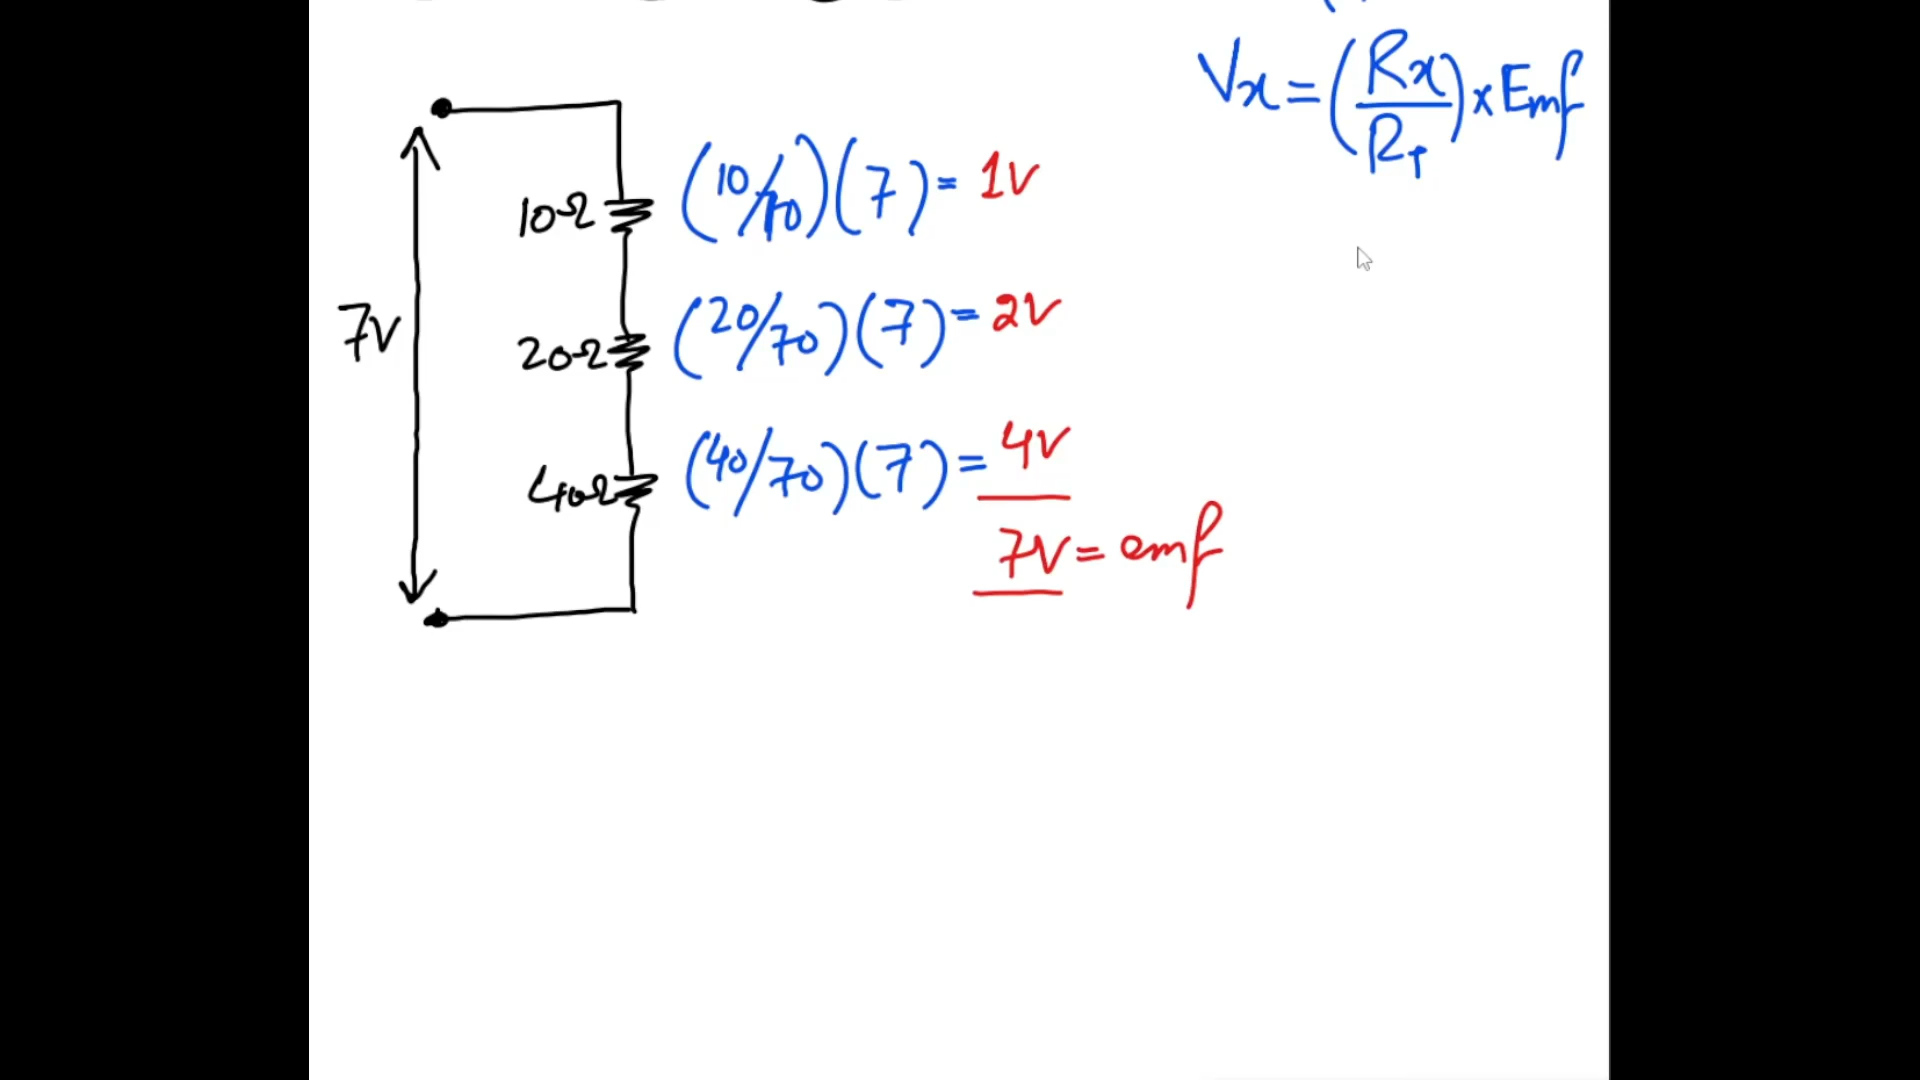 Vx = (Rx/RT) x Emf
10Ω (10/70)(7) = 1V
7V
20Ω (20/70)(7) = 2V
40Ω (40/70)(7) = 4V
7V = emf